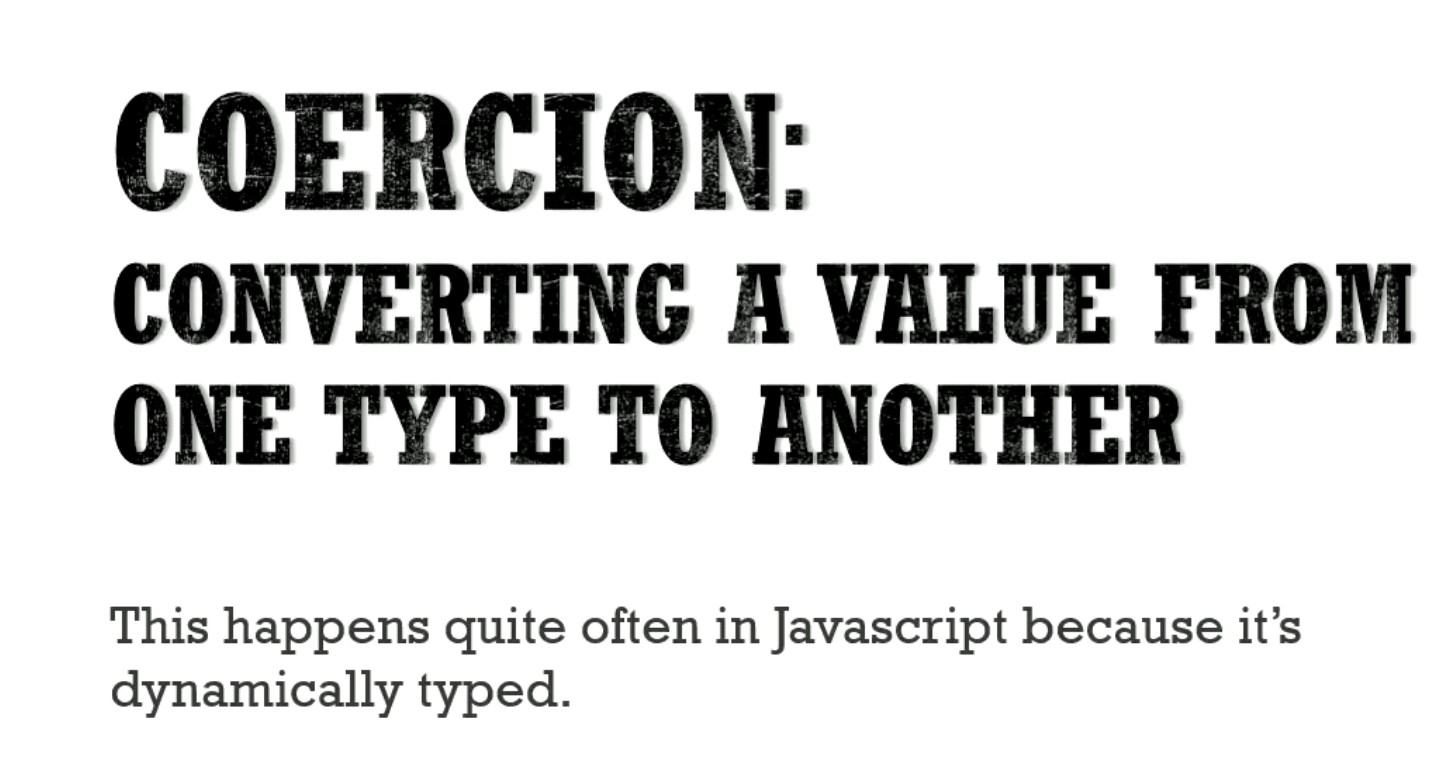 COERCION:
CONVERTING A VALUE FROM
ONE TYPE TO ANOTHER
This happens quite often in Javascript because it’s
dynamically typed.